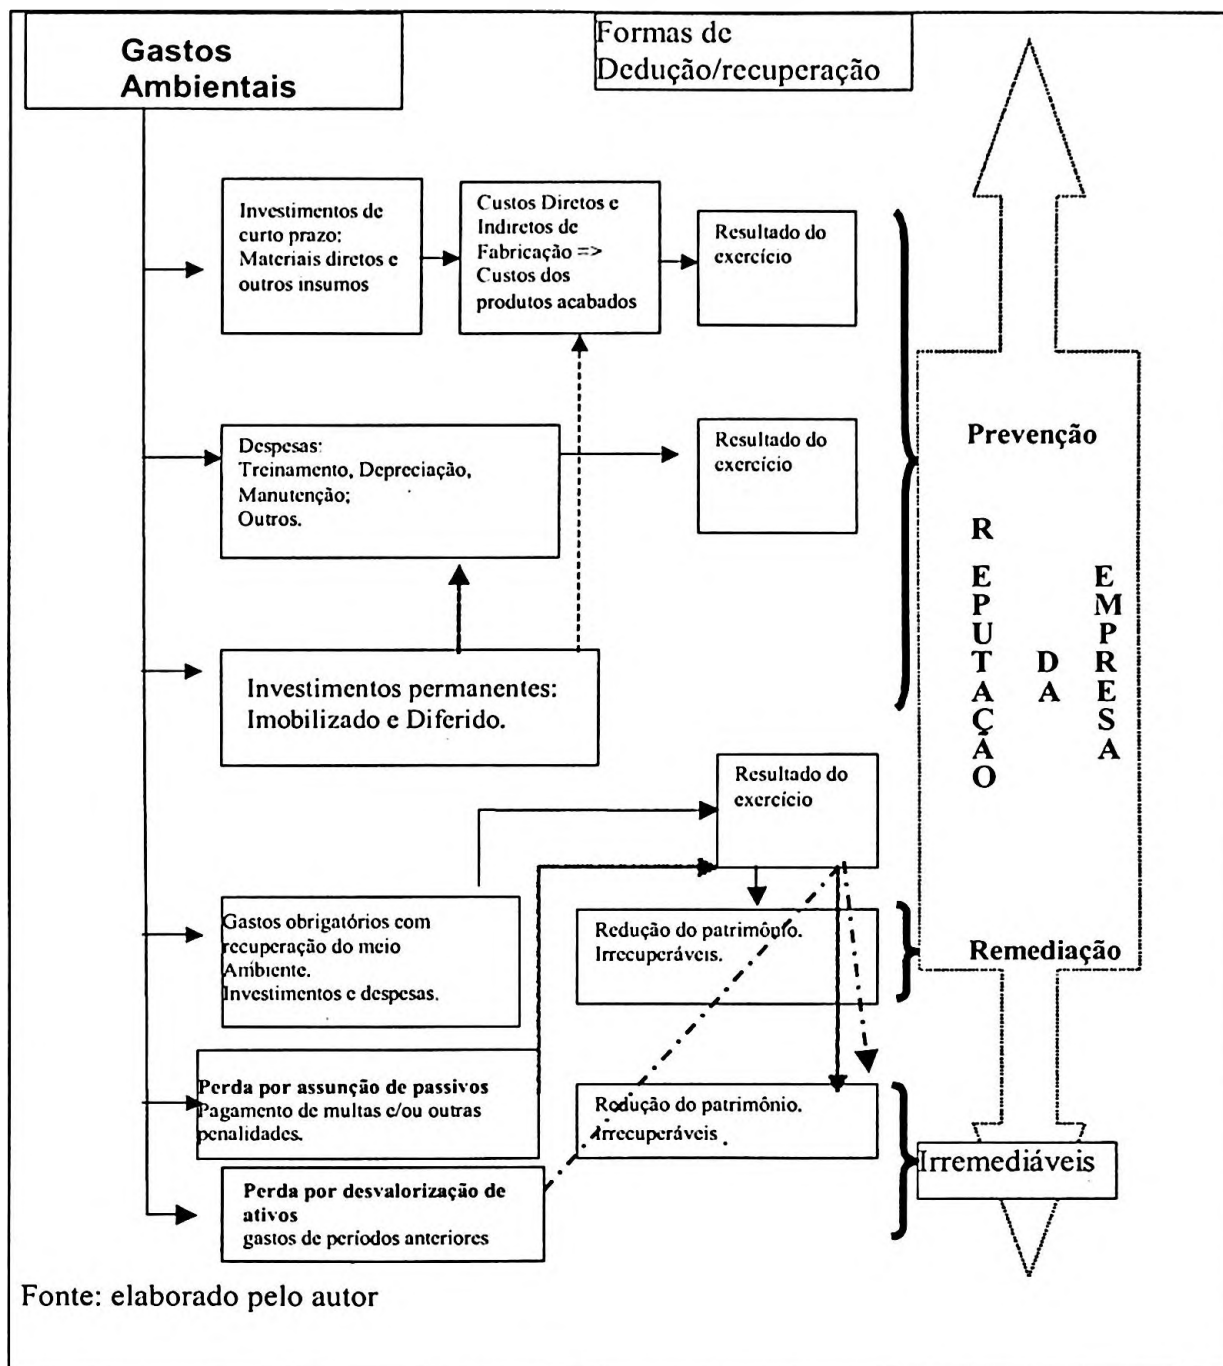 Gastos
Ambientais
Formas de
Dedução/recuperação
Investimentos de
curto prazo:
Materiais diretos e
outros insumos
Custos Diretos e
Indiretos de
Fabricação =>
Custos dos
produtos acabados
Resultado do
exercício
Despesas:
Treinamento, Depreciação,
Manutenção;
Outros.
Resultado do
exercício
Investimentos permanentes:
Imobilizado e Diferido.
Resultado do
exercício
Gastos obrigatórios com
recuperação do meio
Ambiente.
Investimentos e despesas.
Redução do patrimônio.
Irrecuperáveis.
Perda por assunção de passivos
Pagamento de multas e/ou outras
penalidades.
Redução do patrimônio.
Irrecuperáveis.
Perda por desvalorização de
ativos
gastos de períodos anteriores
Prevenção
REPUTAÇÃO
DA
EMPRESA
Remediação
Irremediáveis
Fonte: elaborado pelo autor